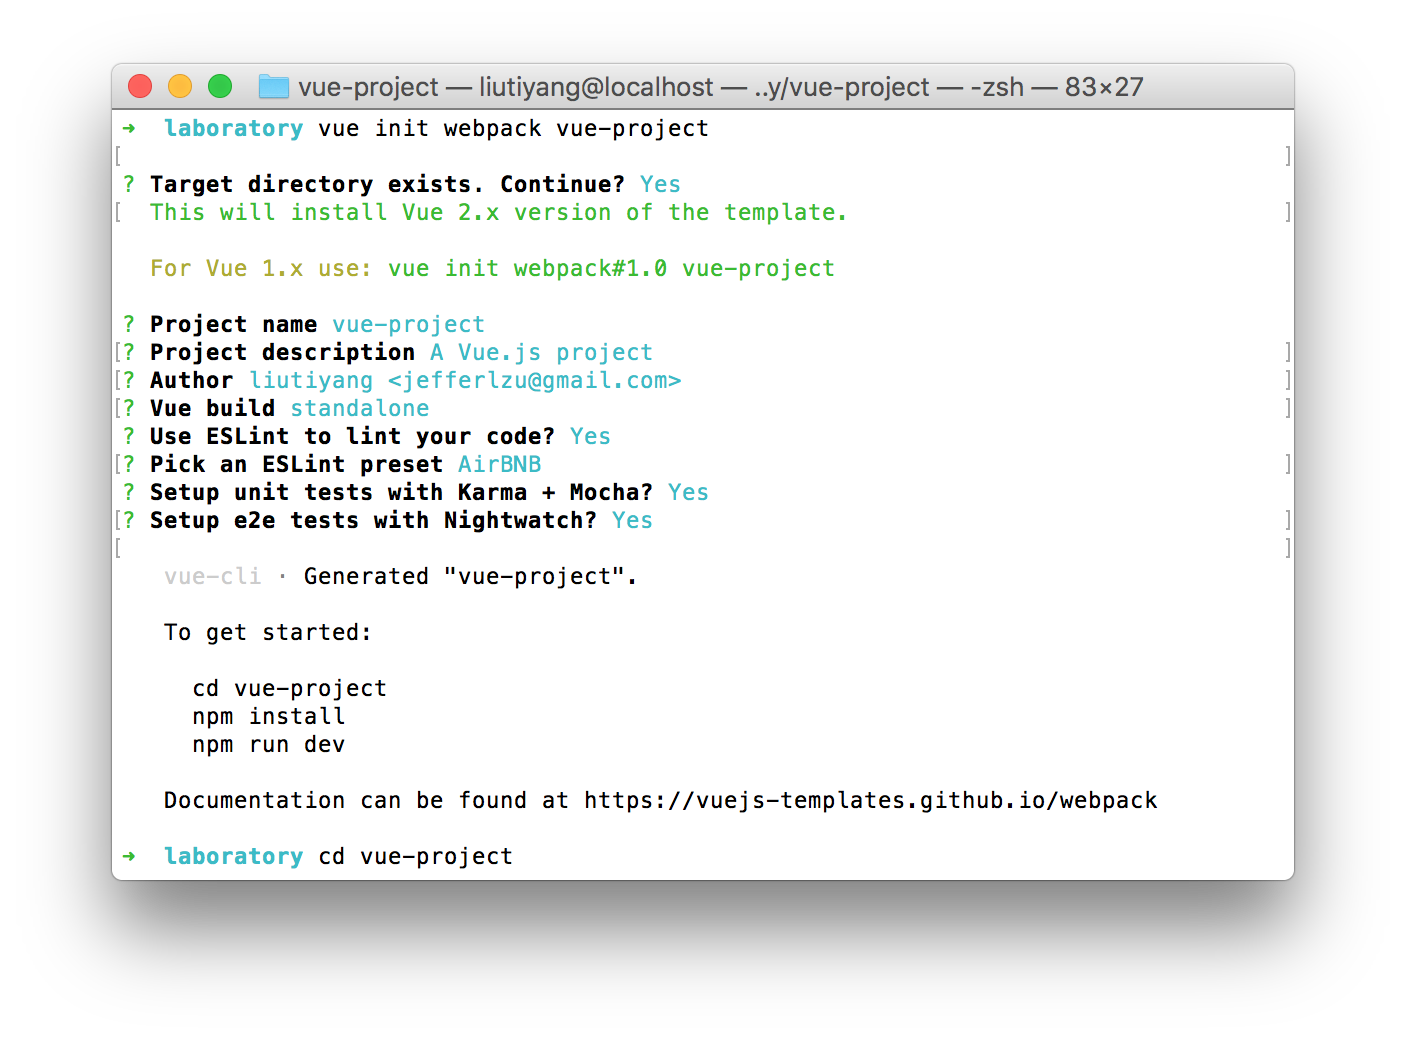 vue-project — liutiyang@localhost — ..y/vue-project — -zsh — 83×27
➜  laboratory vue init webpack vue-project
[ ]
? Target directory exists. Continue? Yes
[ This will install Vue 2.x version of the template. ]
For Vue 1.x use: vue init webpack#1.0 vue-project
? Project name vue-project
[? Project description A Vue.js project ]
[? Author liutiyang <jefferlzu@gmail.com> ]
[? Vue build standalone ]
? Use ESLint to lint your code? Yes
[? Pick an ESLint preset AirBNB ]
? Setup unit tests with Karma + Mocha? Yes
[? Setup e2e tests with Nightwatch? Yes ]
[ ]
vue-cli · Generated "vue-project".
To get started:
cd vue-project
npm install
npm run dev
Documentation can be found at https://vuejs-templates.github.io/webpack
➜  laboratory cd vue-project